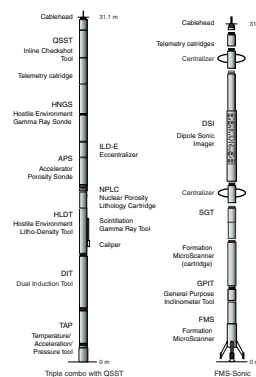 Cablehead
31.1 m
QSST
Inline Checkshot
Tool
Telemetry catridge
HNGS
Hostile Environment
Gamma Ray Sonde
ILD-E
Eccentralizer
APS
Accelerator
Porosity Sonde
NPLC
Nuclear Porosity
Lithology Cartridge
HLDT
Hostile Environment
Litho-Density Tool
Scintillation
Gamma Ray Tool
Caliper
DIT
Dual Induction Tool
TAP
Temperature/
Acceleration/
Pressure tool
0 m
Triple combo with QSST
Cablehead
31
Telemetry catridges
Centralizer
DSI
Dipole Sonic
Imager
Centralizer
SGT
Formation
MicroScanner
(cartridge)
GPIT
General Purpose
Inclinometer Tool
FMS
Formation
MicroScanner
0
FMS-Sonic